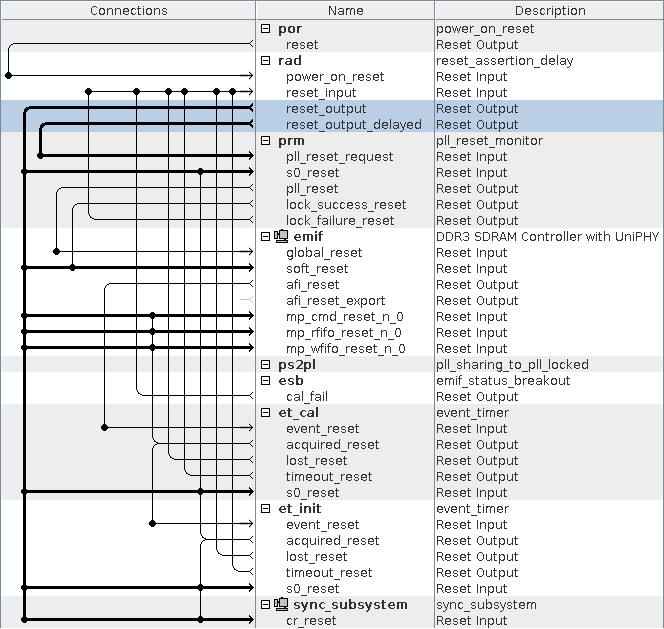 Connections Name Description
por power_on_reset
reset Reset Output
rad reset_assertion_delay
power_on_reset Reset Input
reset_input Reset Input
reset_output Reset Output
reset_output_delayed Reset Output
prm pll_reset_monitor
pll_reset_request Reset Input
s0_reset Reset Input
pll_reset Reset Output
lock_success_reset Reset Output
lock_failure_reset Reset Output
emif DDR3 SDRAM Controller with UniPHY
global_reset Reset Input
soft_reset Reset Input
afi_reset Reset Output
afi_reset_export Reset Output
mp_cmd_reset_n_0 Reset Input
mp_rfifo_reset_n_0 Reset Input
mp_wfifo_reset_n_0 Reset Input
ps2pl pll_sharing_to_pll_locked
esb emif_status_breakout
cal_fail Reset Output
et_cal event_timer
event_reset Reset Input
acquired_reset Reset Output
lost_reset Reset Output
timeout_reset Reset Output
s0_reset Reset Input
et_init event_timer
event_reset Reset Input
acquired_reset Reset Output
lost_reset Reset Output
timeout_reset Reset Output
s0_reset Reset Input
sync_subsystem sync_subsystem
cr_reset Reset Input